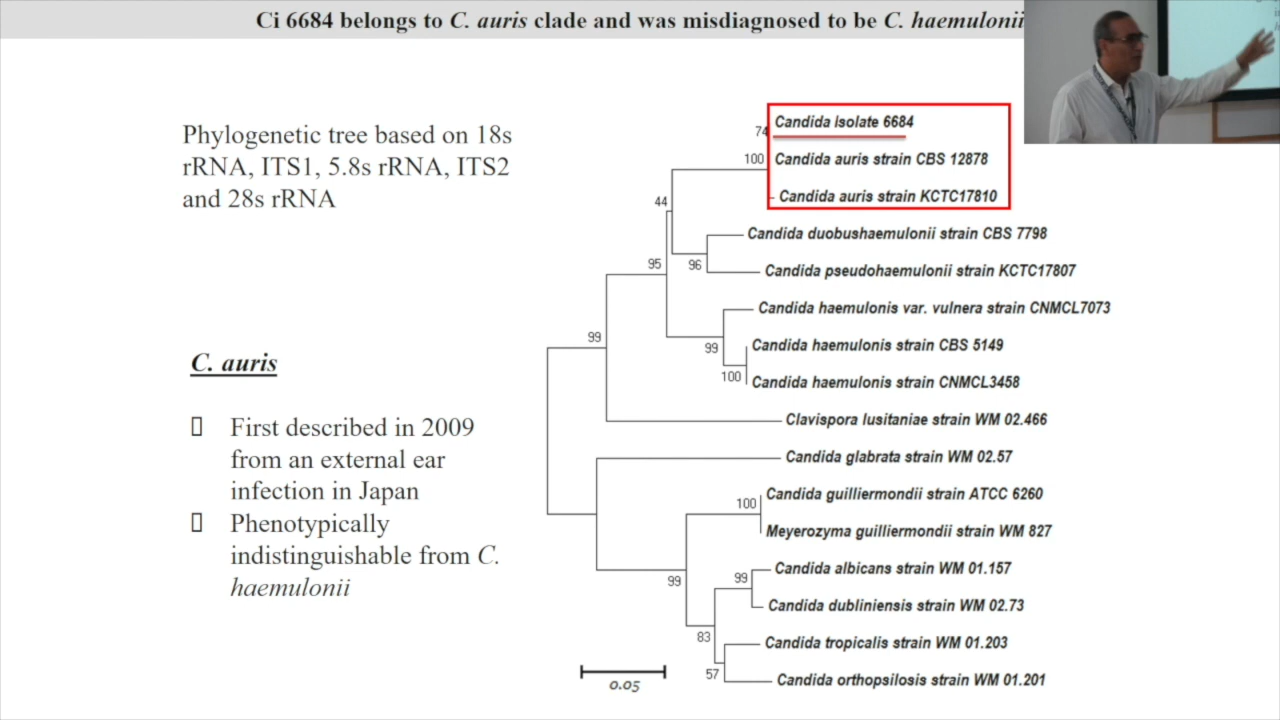 Ci 6684 belongs to C. auris clade and was misdiagnosed to be C. haemulonii
Phylogenetic tree based on 18s
rRNA, ITS1, 5.8s rRNA, ITS2
and 28s rRNA
C. auris
First described in 2009
from an external ear
infection in Japan
Phenotypically
indistinguishable from C.
haemulonii
Candida isolate 6684
74
Candida auris strain CBS 12878
100
Candida auris strain KCTC17810
44
Candida duobushaemulonii strain CBS 7798
95
96
Candida pseudohaemulonii strain KCTC17807
Candida haemulonis var. vulnera strain CNMCL7073
99
Candida haemulonis strain CBS 5149
99
100
Candida haemulonis strain CNMCL3458
Clavispora lusitaniae strain WM 02.466
Candida glabrata strain WM 02.57
Candida guilliermondii strain ATCC 6260
100
Meyerozyma guilliermondii strain WM 827
Candida albicans strain WM 01.157
99
99
Candida dubliniensis strain WM 02.73
83
Candida tropicalis strain WM 01.203
57
Candida orthopsilosis strain WM 01.201
0.05